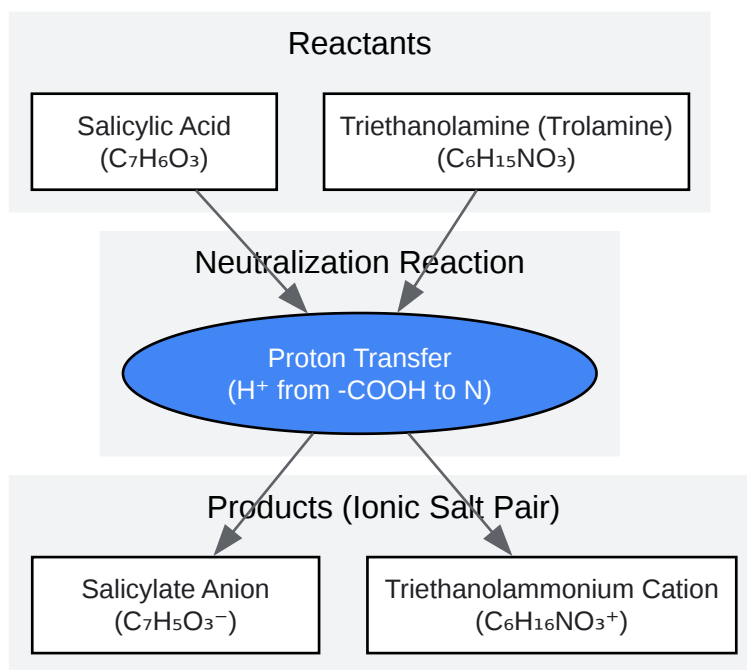 Reactants
Salicylic Acid
(C₇H₆O₃)
Triethanolamine (Trolamine)
(C₆H₁₅NO₃)
Neutralization Reaction
Proton Transfer
(H⁺ from -COOH to N)
Products (Ionic Salt Pair)
Salicylate Anion
(C₇H₅O₃⁻)
Triethanolammonium Cation
(C₆H₁₆NO₃⁺)